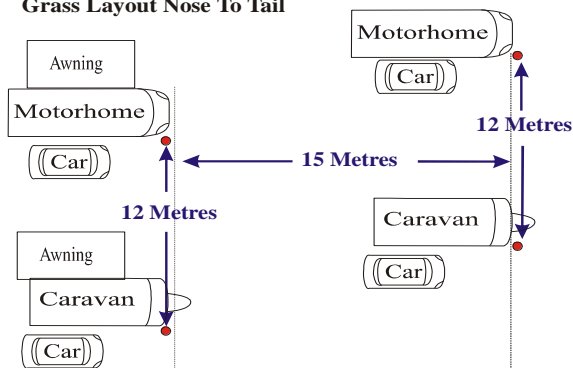 Grass Layout Nose To Tail
Motorhome
Awning
Car
Motorhome
12 Metres
Car
15 Metres
12 Metres
Caravan
Awning
Car
Caravan
Car